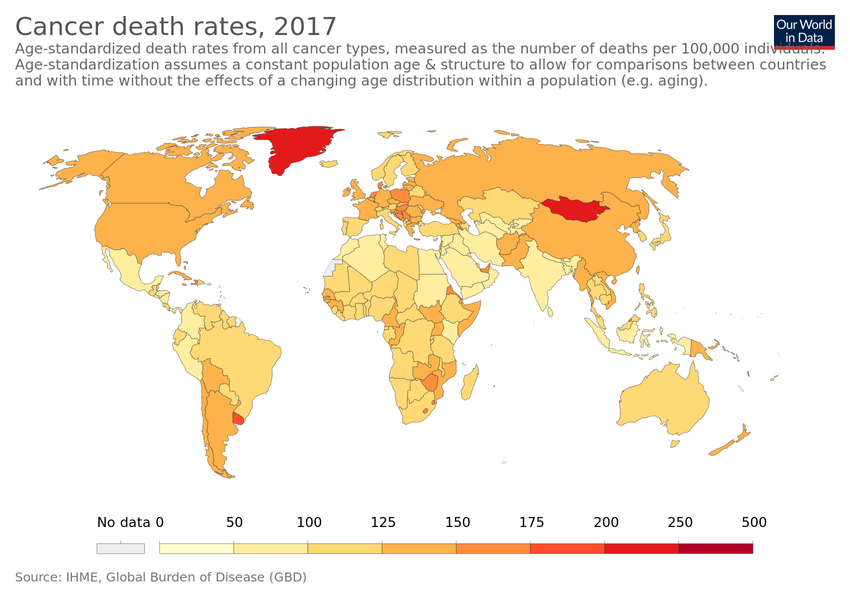 Cancer death rates, 2017
Our World
in Data
Age-standardized death rates from all cancer types, measured as the number of deaths per 100,000 individuals.
Age-standardization assumes a constant population age & structure to allow for comparisons between countries
and with time without the effects of a changing age distribution within a population (e.g. aging).
No data 0 50 100 125 150 175 200 250 500
Source: IHME, Global Burden of Disease (GBD)